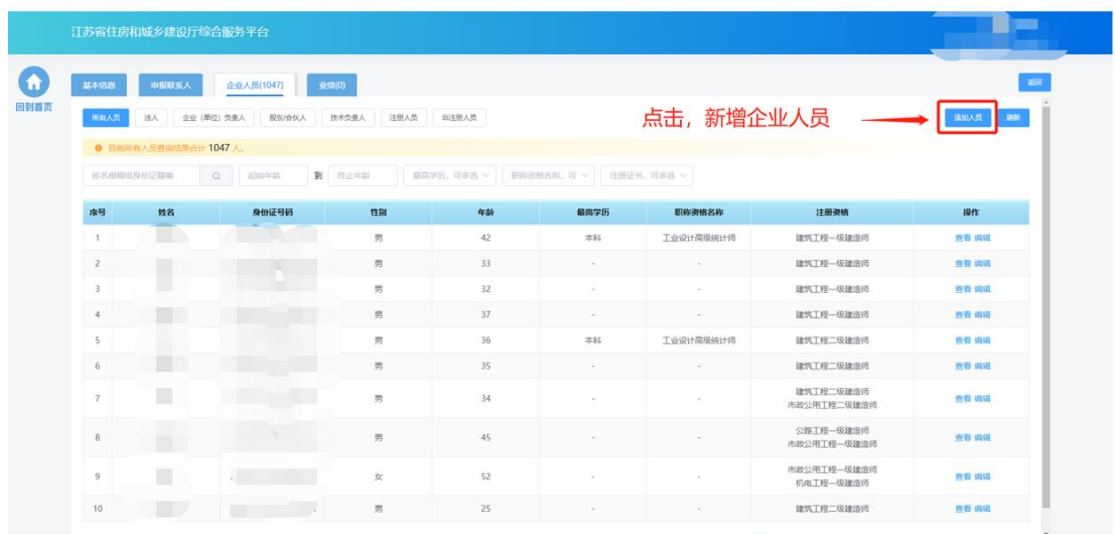 江苏省住房和城乡建设厅综合服务平台
回到首页
基本信息 申报联系人 企业人员(1047) 业绩(0) 返回
所有人员 法人 企业（单位）负责人 股东/合伙人 技术负责人 注册人员 非注册人员 点击，新增企业人员 添加人员 刷新
目前所有人员查询结果合计 1047 人。
姓名模糊或身份证精确 起始年龄 到 终止年龄 最高学历，可多选 职称资格名称，可 注册证书，可多选
序号 姓名 身份证号码 性别 年龄 最高学历 职称资格名称 注册资格 操作
1 男 42 本科 工业设计高级统计师 建筑工程一级建造师 查看 编辑
2 男 33 - - 建筑工程一级建造师 查看 编辑
3 男 32 - - 建筑工程一级建造师 查看 编辑
4 男 37 - - 建筑工程一级建造师 查看 编辑
5 男 36 本科 工业设计高级统计师 建筑工程二级建造师 查看 编辑
6 男 35 - - 建筑工程二级建造师 查看 编辑
7 男 34 - - 建筑工程二级建造师 查看 编辑
市政公用工程二级建造师
8 男 45 - - 公路工程一级建造师 查看 编辑
市政公用工程一级建造师
9 女 52 - - 市政公用工程一级建造师 查看 编辑
机电工程一级建造师
10 男 25 - - 建筑工程二级建造师 查看 编辑